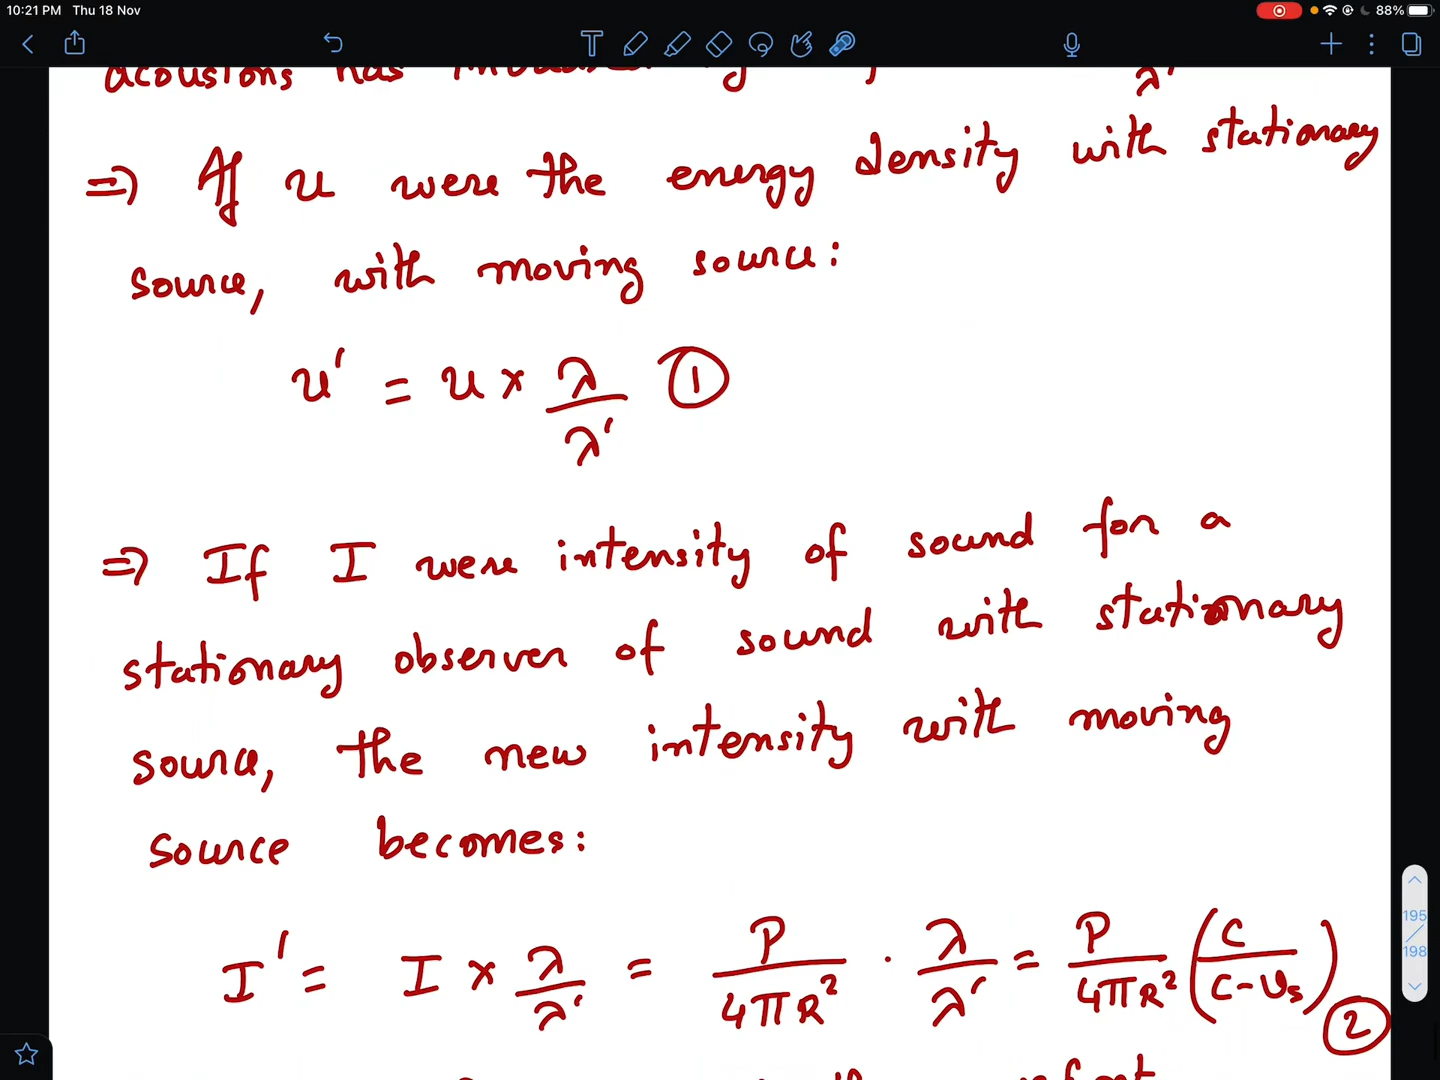 10:21 PM Thu 18 Nov
88%
has
λ'
⇒ If u were the energy density with stationary
source, with moving source:
u' = u × λ/λ' ①
⇒ If I were intensity of sound for a
stationary observer of sound with stationary
source, the new intensity with moving
source becomes:
I' = I × λ/λ' = P/4πR² · λ/λ' = P/4πR² (c/c-υs) ②
195
198